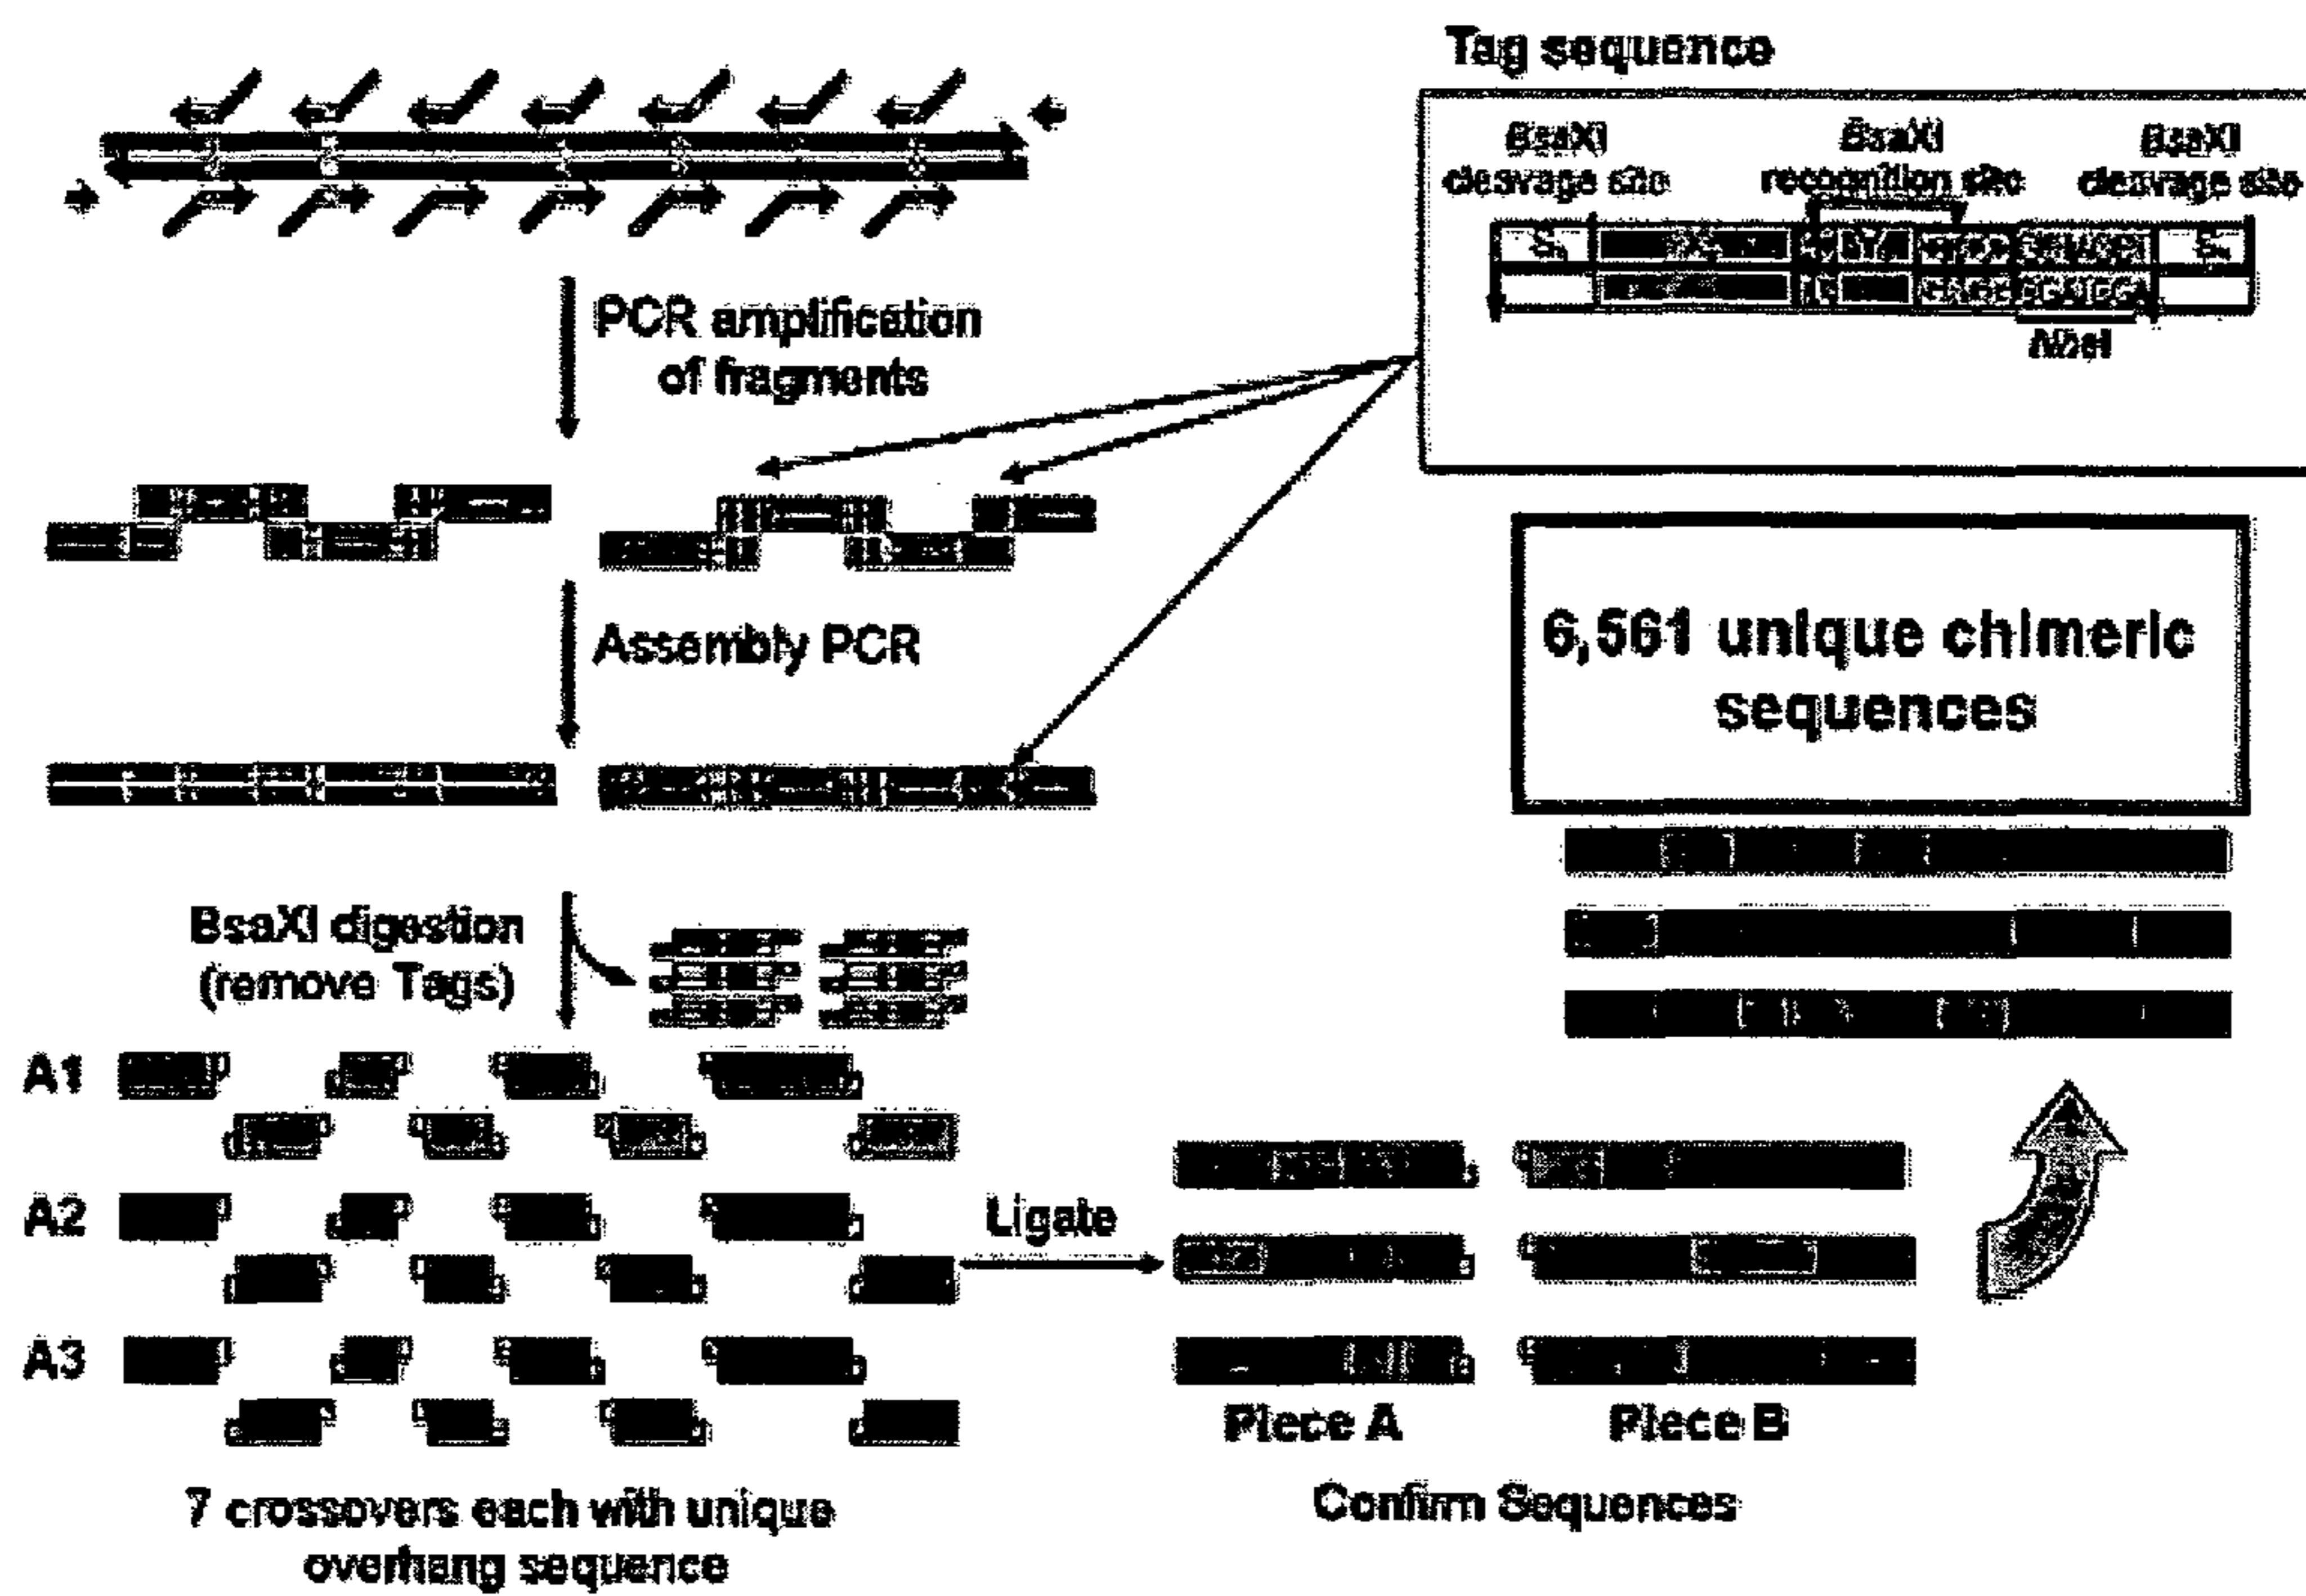 Tag sequence
BsaXI cleavage site
BsaXI recognition site
BsaXI cleavage site
NheI
PCR amplification
of fragments
6,561 unique chimeric
sequences
Assembly PCR
BsaXI digestion
(remove Tags)
A1
A2
A3
Ligate
Piece A
Piece B
7 crossovers each with unique
overhang sequence
Confirm Sequences